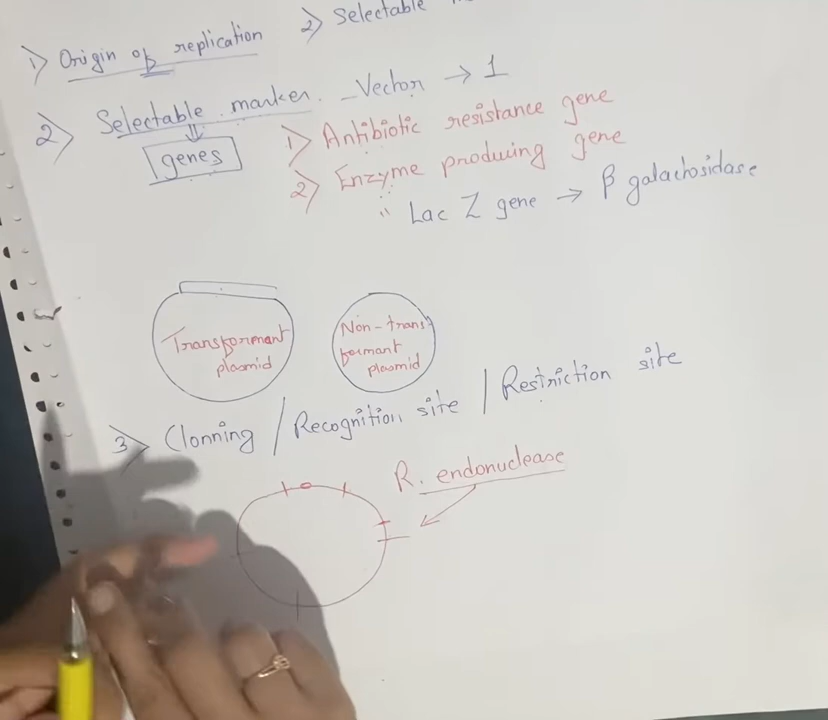 1) Origin of replication 2) Selectable
2) Selectable marker. - Vector → 1
⇓
genes
1) Antibiotic resistance gene
2) Enzyme produing gene
Lac Z gene → β galactosidase
Transformant plasmid
Non-transformant plasmid
3) Clonning / Recognition site / Restriction site
R. endonuclease